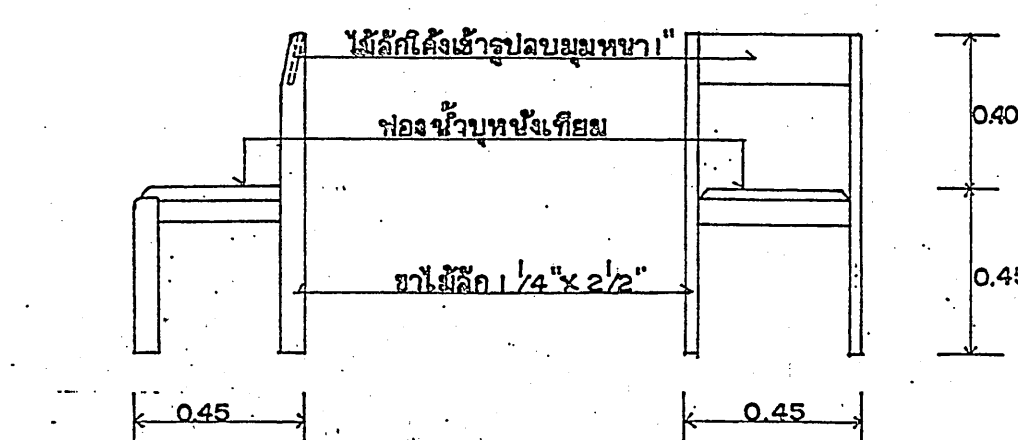 ไม้สักโค้งเข้ารูปลบมุมหนา 1"
0.40
ฟองน้ำบุหนังเทียม
0.45
ขาไม้สัก 1 1/4" x 2 1/2"
0.45
0.45